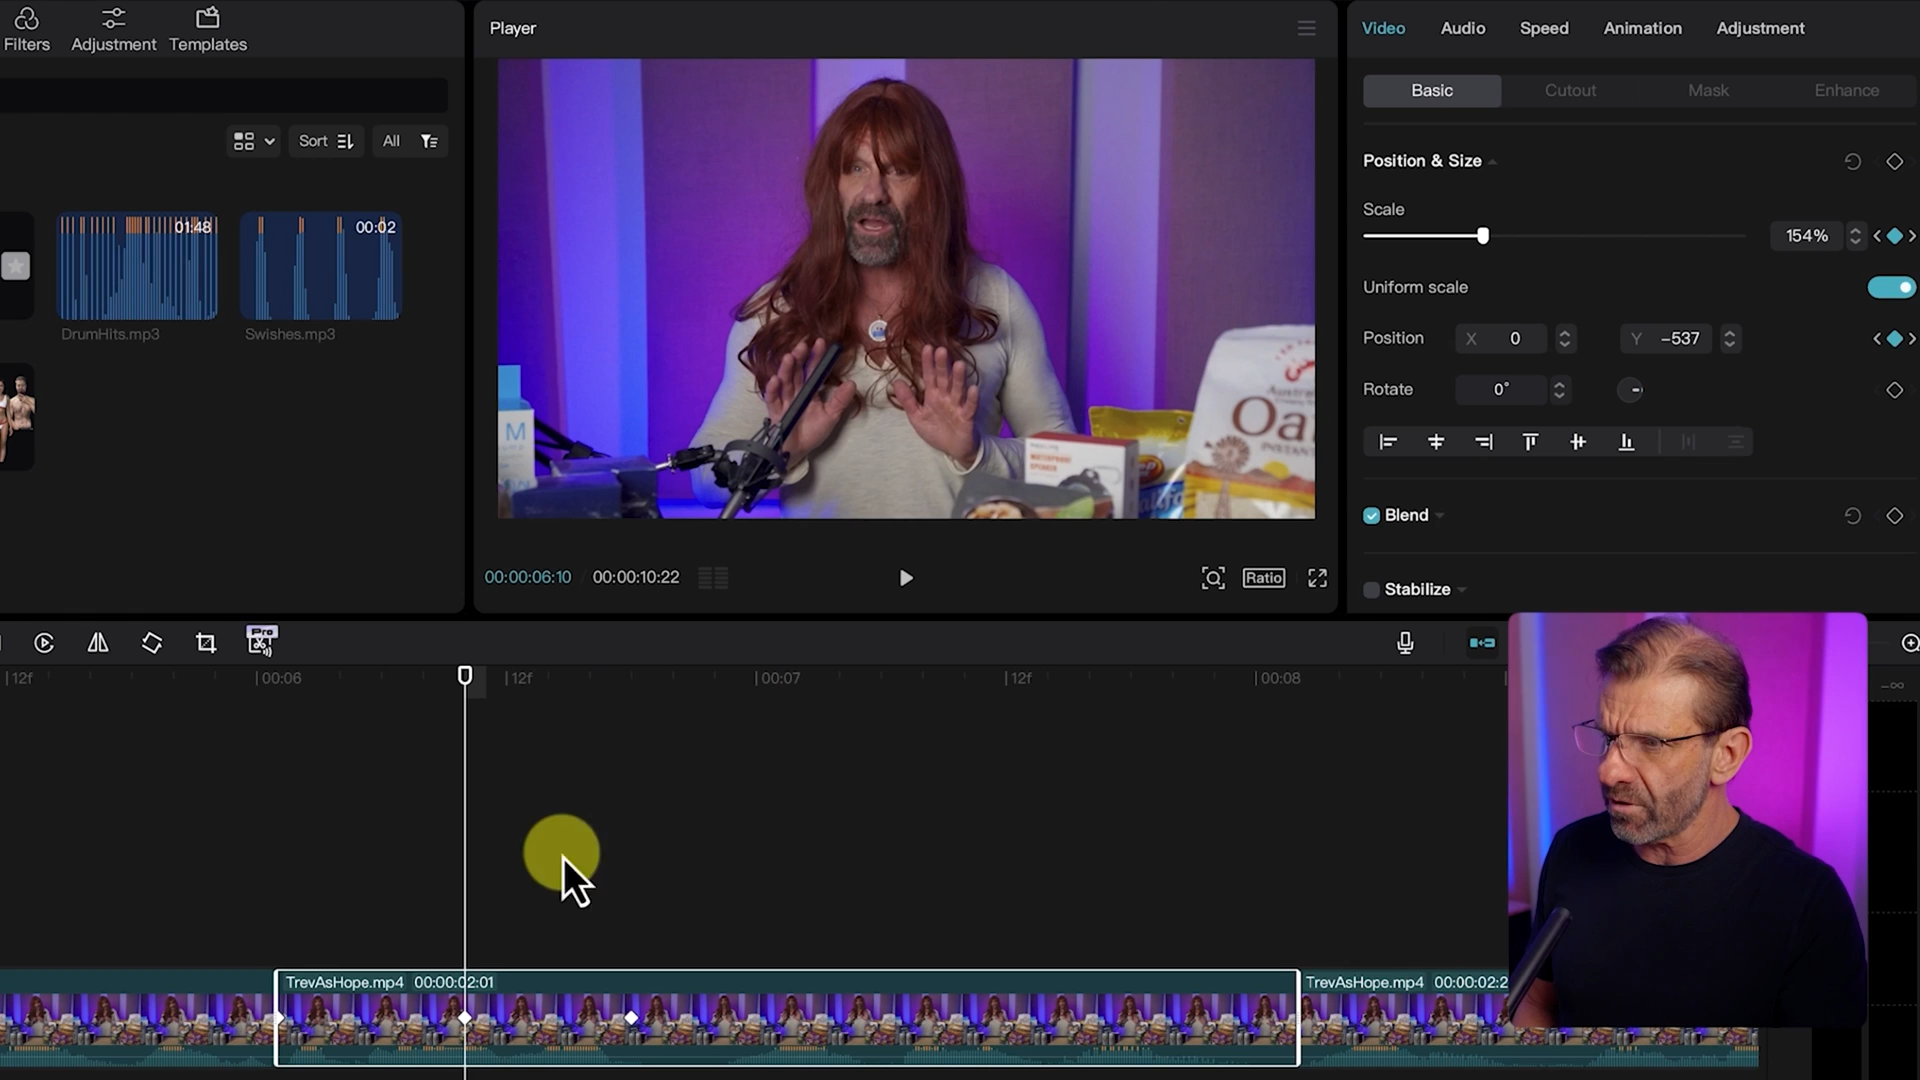 Filters Adjustment Templates
Sort All
01:48
00:02
DrumHits.mp3
Swishes.mp3
Player
M
Oa
00:00:06:10 00:00:10:22
Ratio
Video Audio Speed Animation Adjustment
Basic Cutout Mask Enhance
Position & Size
Scale
154%
Uniform scale
Position X 0 Y -537
Rotate 0°
Blend
Stabilize
Pro
12f 00:06 12f 00:07 12f 00:08
-∞
TrevAsHope.mp4 00:00:02:01
TrevAsHope.mp4 00:00:02:2